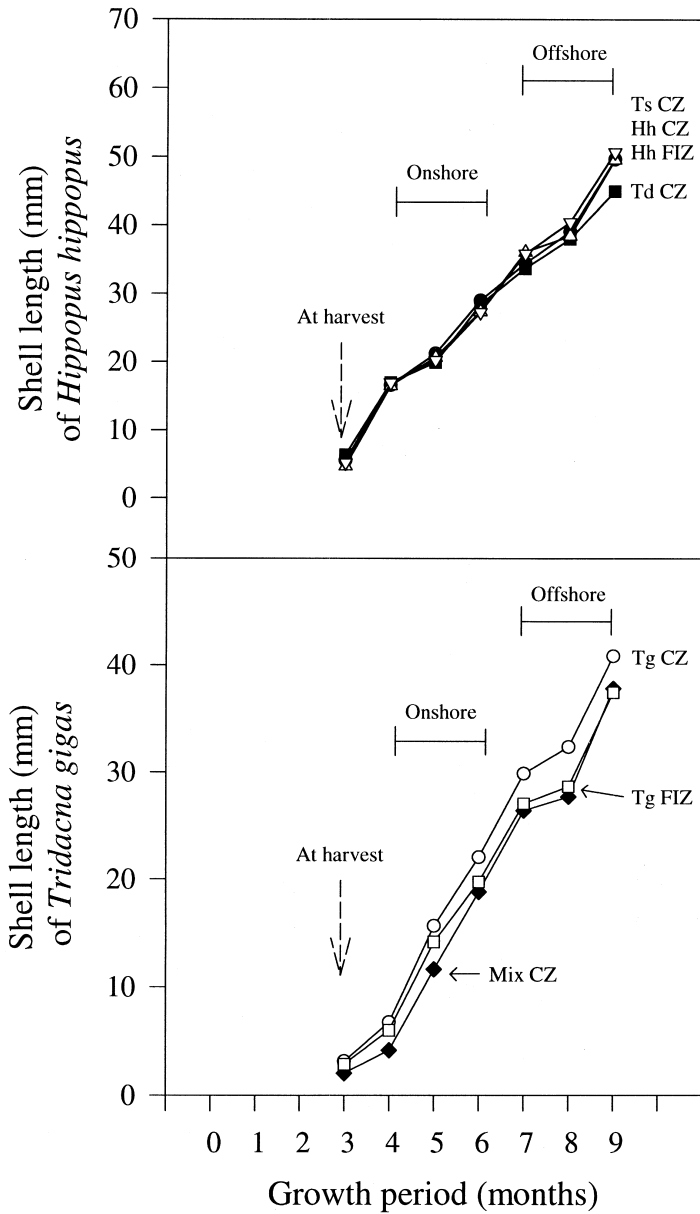 70
60
50
40
30
20
10
0
Shell length (mm)
of Hippopus hippopus
Offshore
Onshore
At harvest
Ts CZ
Hh CZ
Hh FIZ
Td CZ
50
40
30
20
10
0
Shell length (mm)
of Tridacna gigas
Offshore
Onshore
At harvest
Tg CZ
Tg FIZ
Mix CZ
0 1 2 3 4 5 6 7 8 9
Growth period (months)